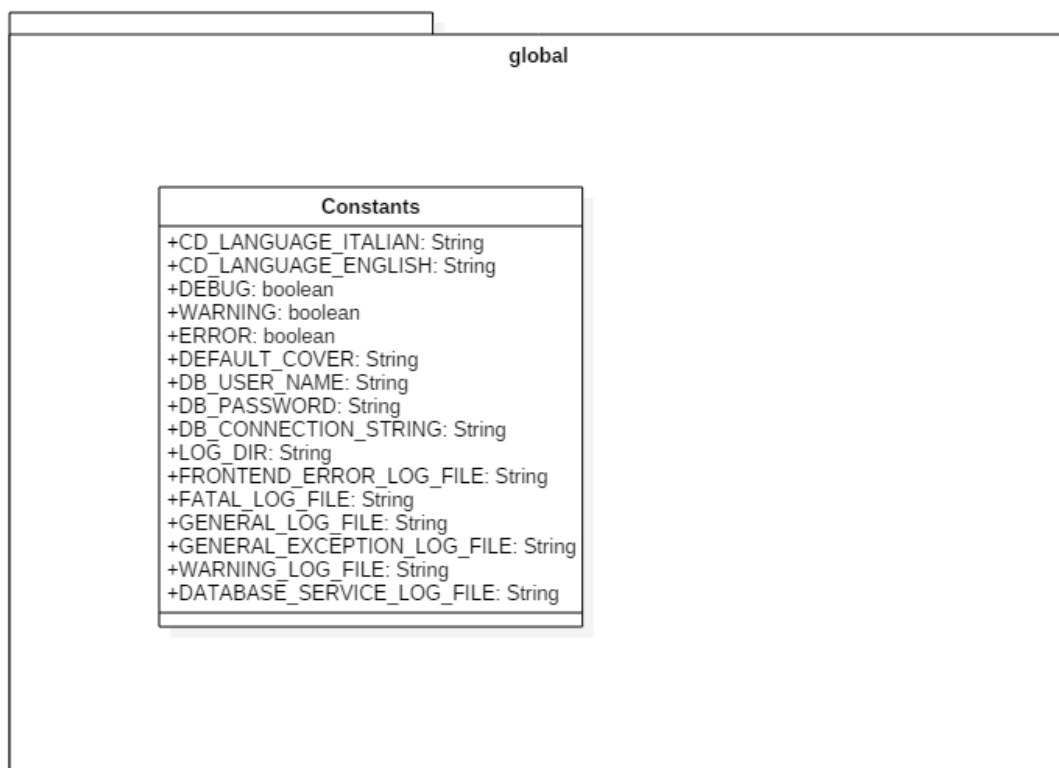 global
Constants
+CD_LANGUAGE_ITALIAN: String
+CD_LANGUAGE_ENGLISH: String
+DEBUG: boolean
+WARNING: boolean
+ERROR: boolean
+DEFAULT_COVER: String
+DB_USER_NAME: String
+DB_PASSWORD: String
+DB_CONNECTION_STRING: String
+LOG_DIR: String
+FRONTEND_ERROR_LOG_FILE: String
+FATAL_LOG_FILE: String
+GENERAL_LOG_FILE: String
+GENERAL_EXCEPTION_LOG_FILE: String
+WARNING_LOG_FILE: String
+DATABASE_SERVICE_LOG_FILE: String